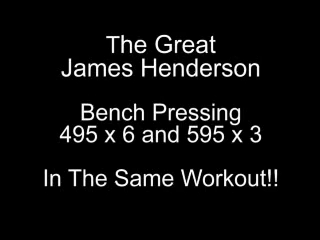 The Great
James Henderson
Bench Pressing
495 x 6 and 595 x 3
In The Same Workout!!